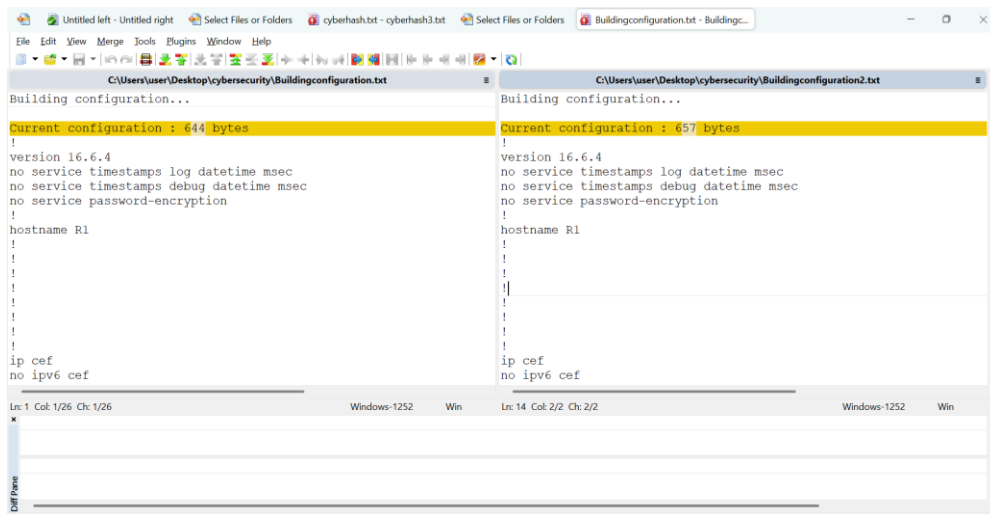 Untitled left - Untitled right
Select Files or Folders
cyberhash.txt - cyberhash3.txt
Select Files or Folders
Buildingconfiguration.txt - Buildingc...
File Edit View Merge Tools Plugins Window Help
C:\Users\user\Desktop\cybersecurity\Buildingconfiguration.txt
Building configuration...
Current configuration : 644 bytes
!
version 16.6.4
no service timestamps log datetime msec
no service timestamps debug datetime msec
no service password-encryption
!
hostname R1
!
!
!
!
!
!
!
!
ip cef
no ipv6 cef
Ln: 1 Col: 1/26 Ch: 1/26
Windows-1252
Win
C:\Users\user\Desktop\cybersecurity\Buildingconfiguration2.txt
Building configuration...
Current configuration : 657 bytes
!
version 16.6.4
no service timestamps log datetime msec
no service timestamps debug datetime msec
no service password-encryption
!
hostname R1
!
!
!
!
!
!
!
!
ip cef
no ipv6 cef
Ln: 14 Col: 2/2 Ch: 2/2
Windows-1252
Win
Diff Pane